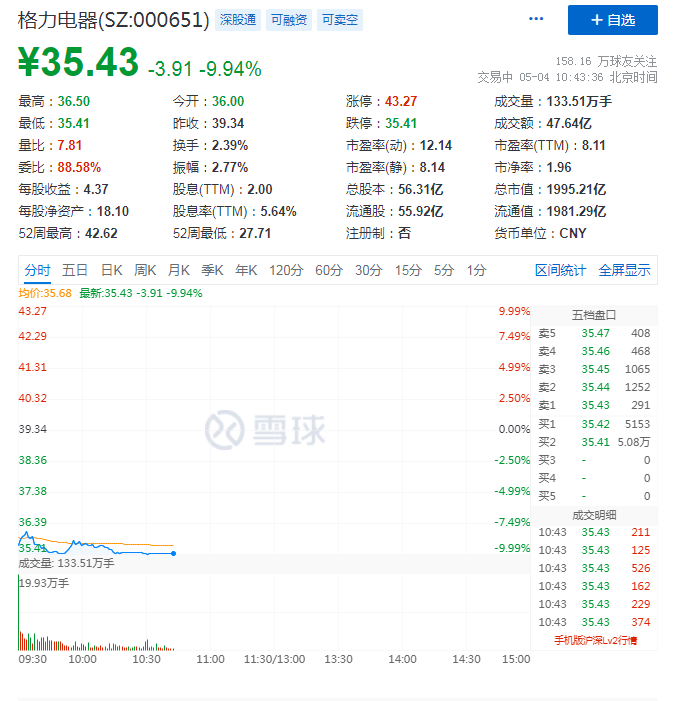 格力电器(SZ:000651) 深股通 可融资 可卖空 ··· ＋自选
¥35.43 -3.91 -9.94%
158.16 万球友关注
交易中 05-04 10:43:36 北京时间
最高：36.50 今开：36.00 涨停：43.27 成交量：133.51万手
最低：35.41 昨收：39.34 跌停：35.41 成交额：47.64亿
量比：7.81 换手：2.39% 市盈率(动)：12.14 市盈率(TTM)：8.11
委比：88.58% 振幅：2.77% 市盈率(静)：8.14 市净率：1.96
每股收益：4.37 股息(TTM)：2.00 总股本：56.31亿 总市值：1995.21亿
每股净资产：18.10 股息率(TTM)：5.64% 流通股：55.92亿 流通值：1981.29亿
52周最高：42.62 52周最低：27.71 注册制：否 货币单位：CNY
分时 五日 日K 周K 月K 季K 年K 120分 60分 30分 15分 5分 1分 区间统计 全屏显示
均价:35.68 最新:35.43 -3.91 -9.94%
43.27 9.99%
42.29 7.49%
41.31 4.99%
40.32 2.50%
39.34 0.00%
38.36 -2.50%
37.38 -4.99%
36.39 -7.49%
35.41 -9.99%
雪球
成交量: 133.51万手
19.93万手
09:30 10:00 10:30 11:00 11:30/13:00 13:30 14:00 14:30 15:00
五档盘口
卖5 35.47 408
卖4 35.46 468
卖3 35.45 1065
卖2 35.44 1252
卖1 35.43 291
买1 35.42 5153
买2 35.41 5.08万
买3 - 0
买4 - 0
买5 - 0
成交明细
10:43 35.43 211
10:43 35.43 125
10:43 35.43 526
10:43 35.43 162
10:43 35.43 229
10:43 35.43 374
手机版沪深Lv2行情